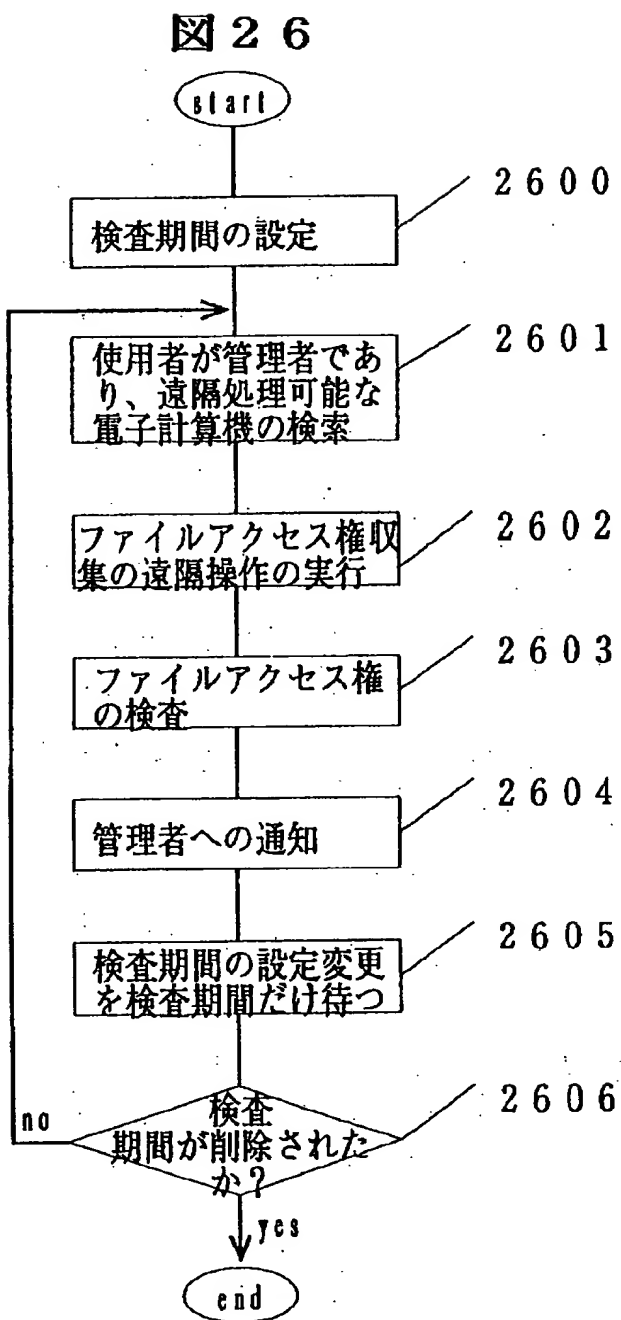 図26
start
2600
検査期間の設定
2601
使用者が管理者であ
り、遠隔処理可能な
電子計算機の検索
2602
ファイルアクセス権収
集の遠隔操作の実行
2603
ファイルアクセス権
の検査
2604
管理者への通知
2605
検査期間の設定変更
を検査期間だけ待つ
2606
検査
期間が削除された
か?
no
yes
end